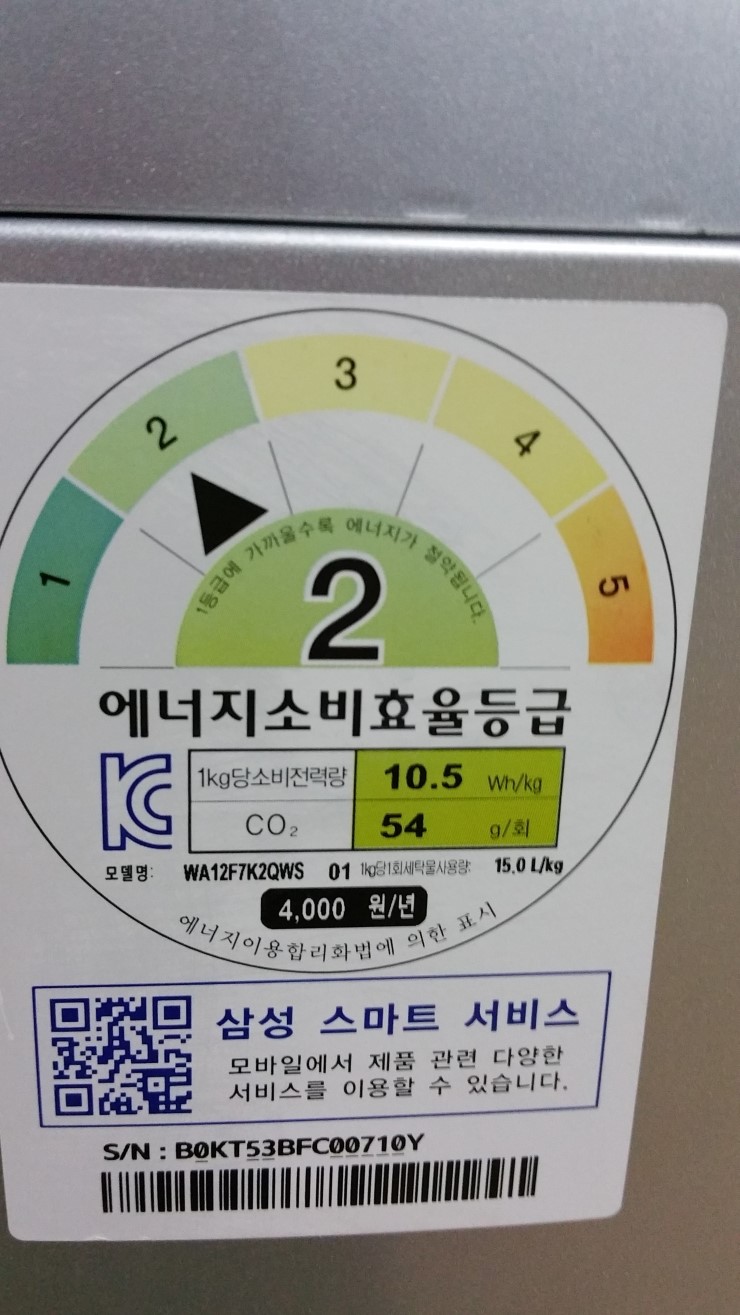 1
2
3
4
5
1등급에 가까울수록 에너지가 절약됩니다.
2
에너지소비효율등급
1kg당소비전력량 10.5 Wh/kg
CO₂ 54 g/회
모델명: WA12F7K2QWS 01 1kg당1회세탁물사용량: 15.0 L/kg
4,000 원/년
에너지이용합리화법에 의한 표시
삼성 스마트 서비스
모바일에서 제품 관련 다양한
서비스를 이용할 수 있습니다.
S/N : B0KT53BFC00710Y